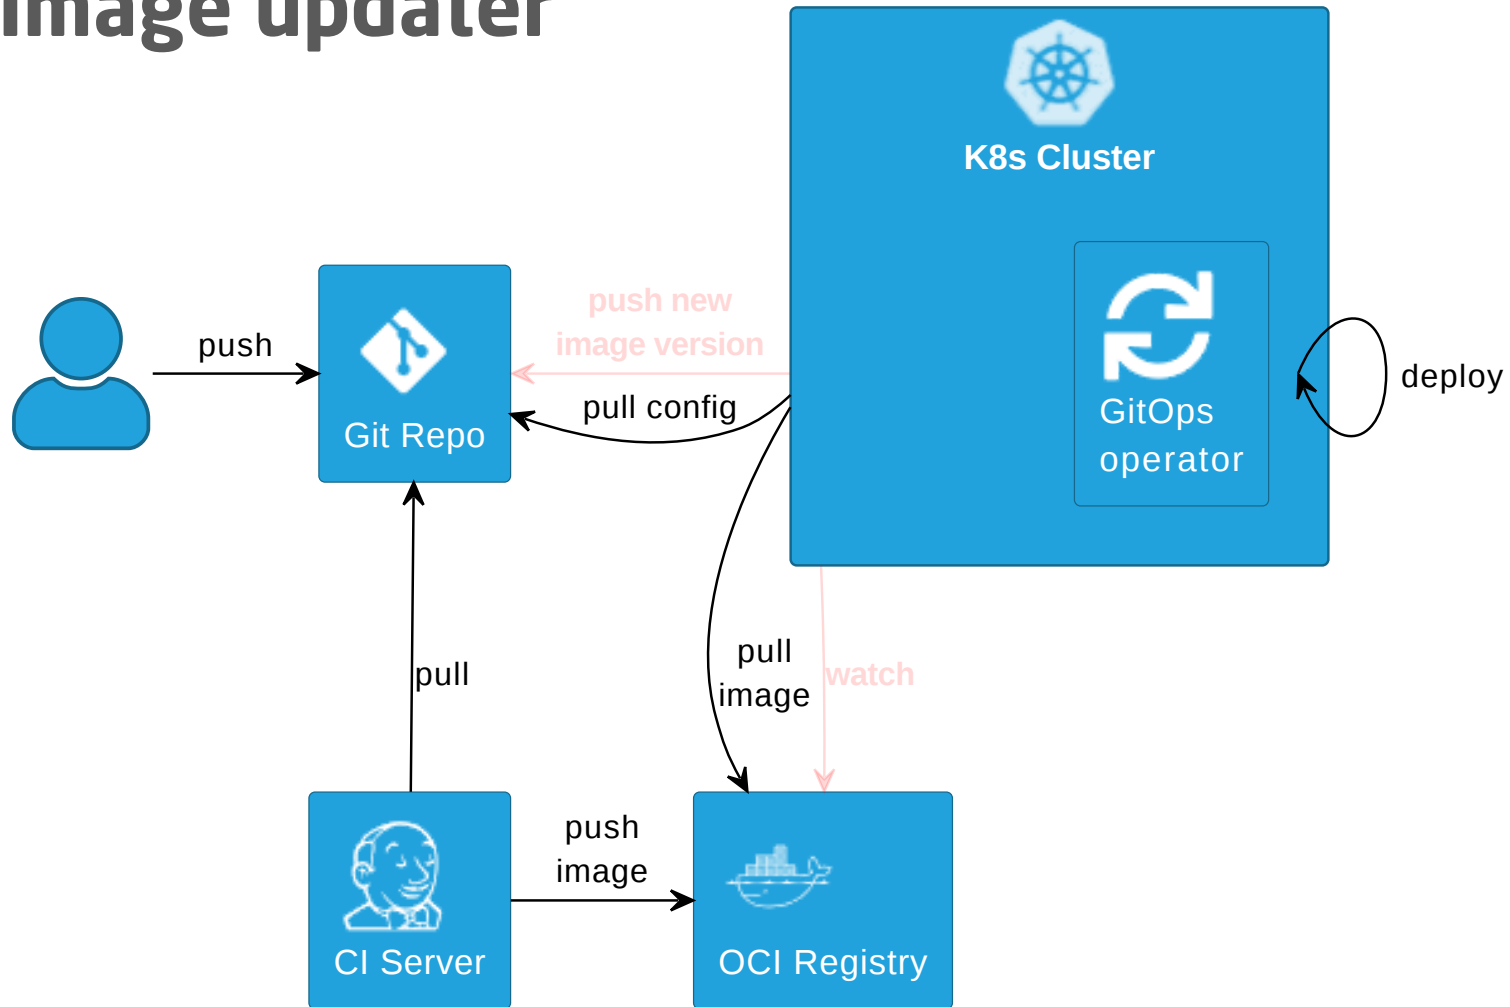 Image updater
K8s Cluster
push new
image version
push
pull config
Git Repo
GitOps
operator
deploy
pull
pull
image
watch
push
image
CI Server
OCI Registry